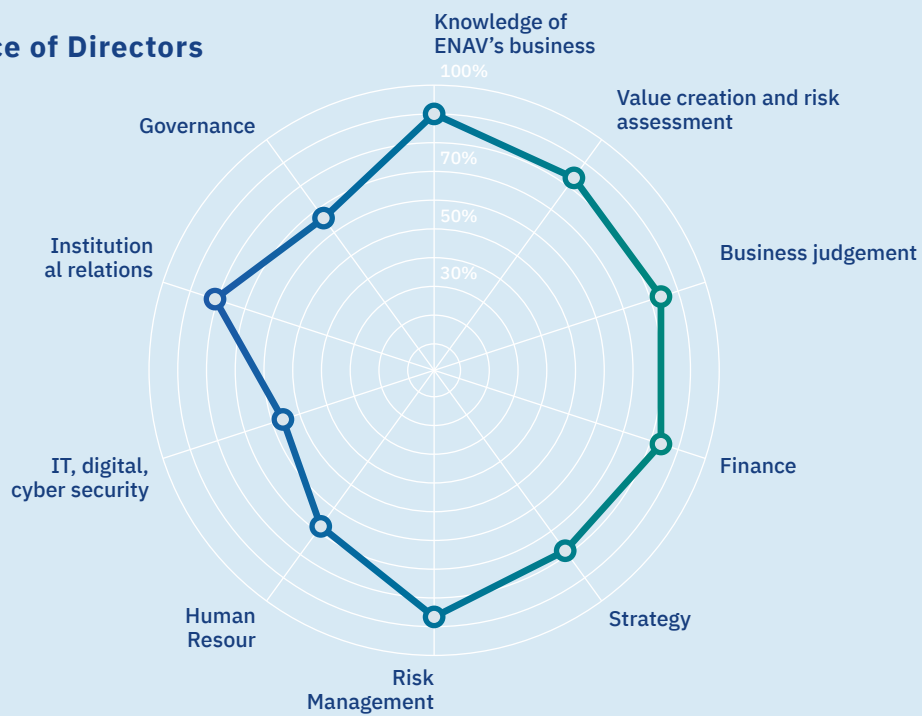 ce of Directors
Knowledge of
ENAV’s business
100%
Value creation and risk
assessment
Governance
70%
50%
Institution
al relations
Business judgement
30%
IT, digital,
cyber security
Finance
Human
Resour
Strategy
Risk
Management